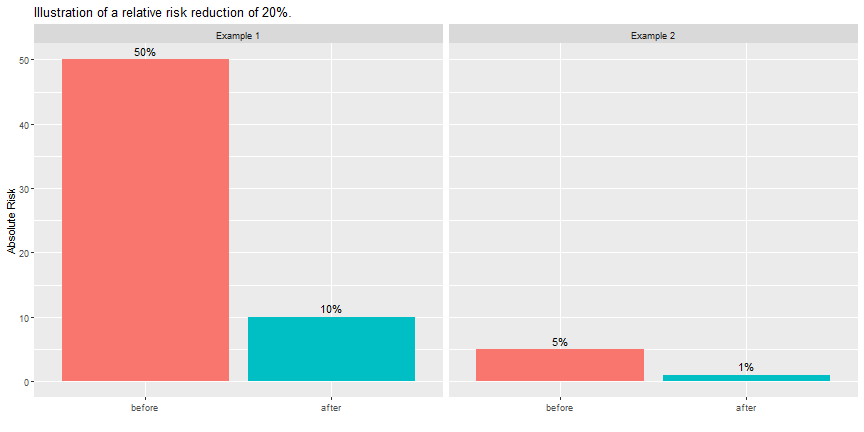 Illustration of a relative risk reduction of 20%.
Example 1
Example 2
Absolute Risk
50
40
30
20
10
0
50%
10%
5%
1%
before
after
before
after